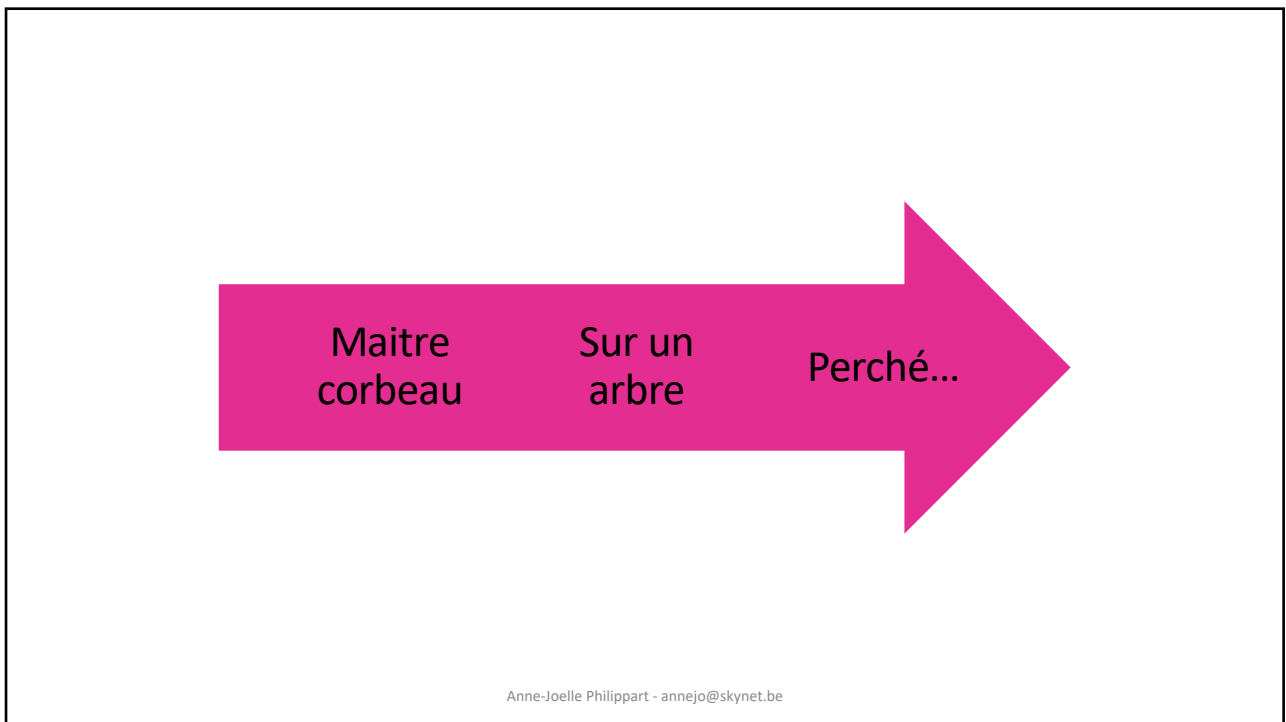 Maitre
corbeau
Sur un
arbre
Perché...
Anne-Joelle Philippart - annejo@skynet.be